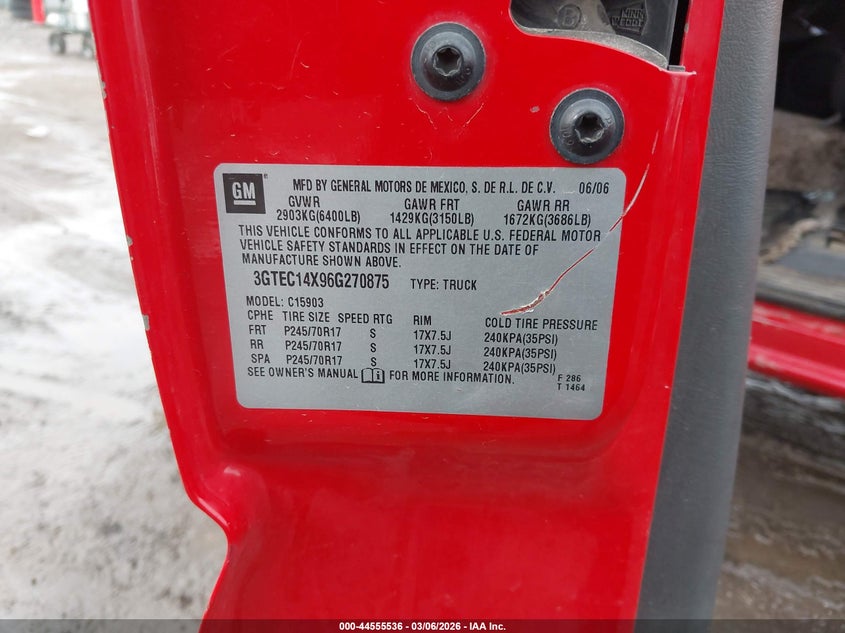 GM
MFD BY GENERAL MOTORS DE MEXICO, S. DE R.L. DE C.V. 06/06
GVWR GAWR FRT GAWR RR
2903KG(6400LB) 1429KG(3150LB) 1672KG(3686LB)
THIS VEHICLE CONFORMS TO ALL APPLICABLE U.S. FEDERAL MOTOR
VEHICLE SAFETY STANDARDS IN EFFECT ON THE DATE OF
MANUFACTURE SHOWN ABOVE.
3GTEC14X96G270875 TYPE: TRUCK
MODEL: C15903
CPHE TIRE SIZE SPEED RTG RIM COLD TIRE PRESSURE
FRT P245/70R17 S 17X7.5J 240KPA(35PSI)
RR P245/70R17 S 17X7.5J 240KPA(35PSI)
SPA P245/70R17 S 17X7.5J 240KPA(35PSI)
SEE OWNER'S MANUAL FOR MORE INFORMATION.
F 286
T 1464
000-44555536 - 03/06/2026 - IAA Inc.